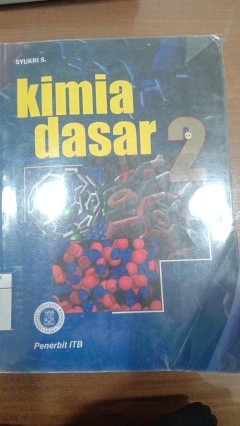 SYUKRI S.
kimia
dasar 2
Penerbit ITB